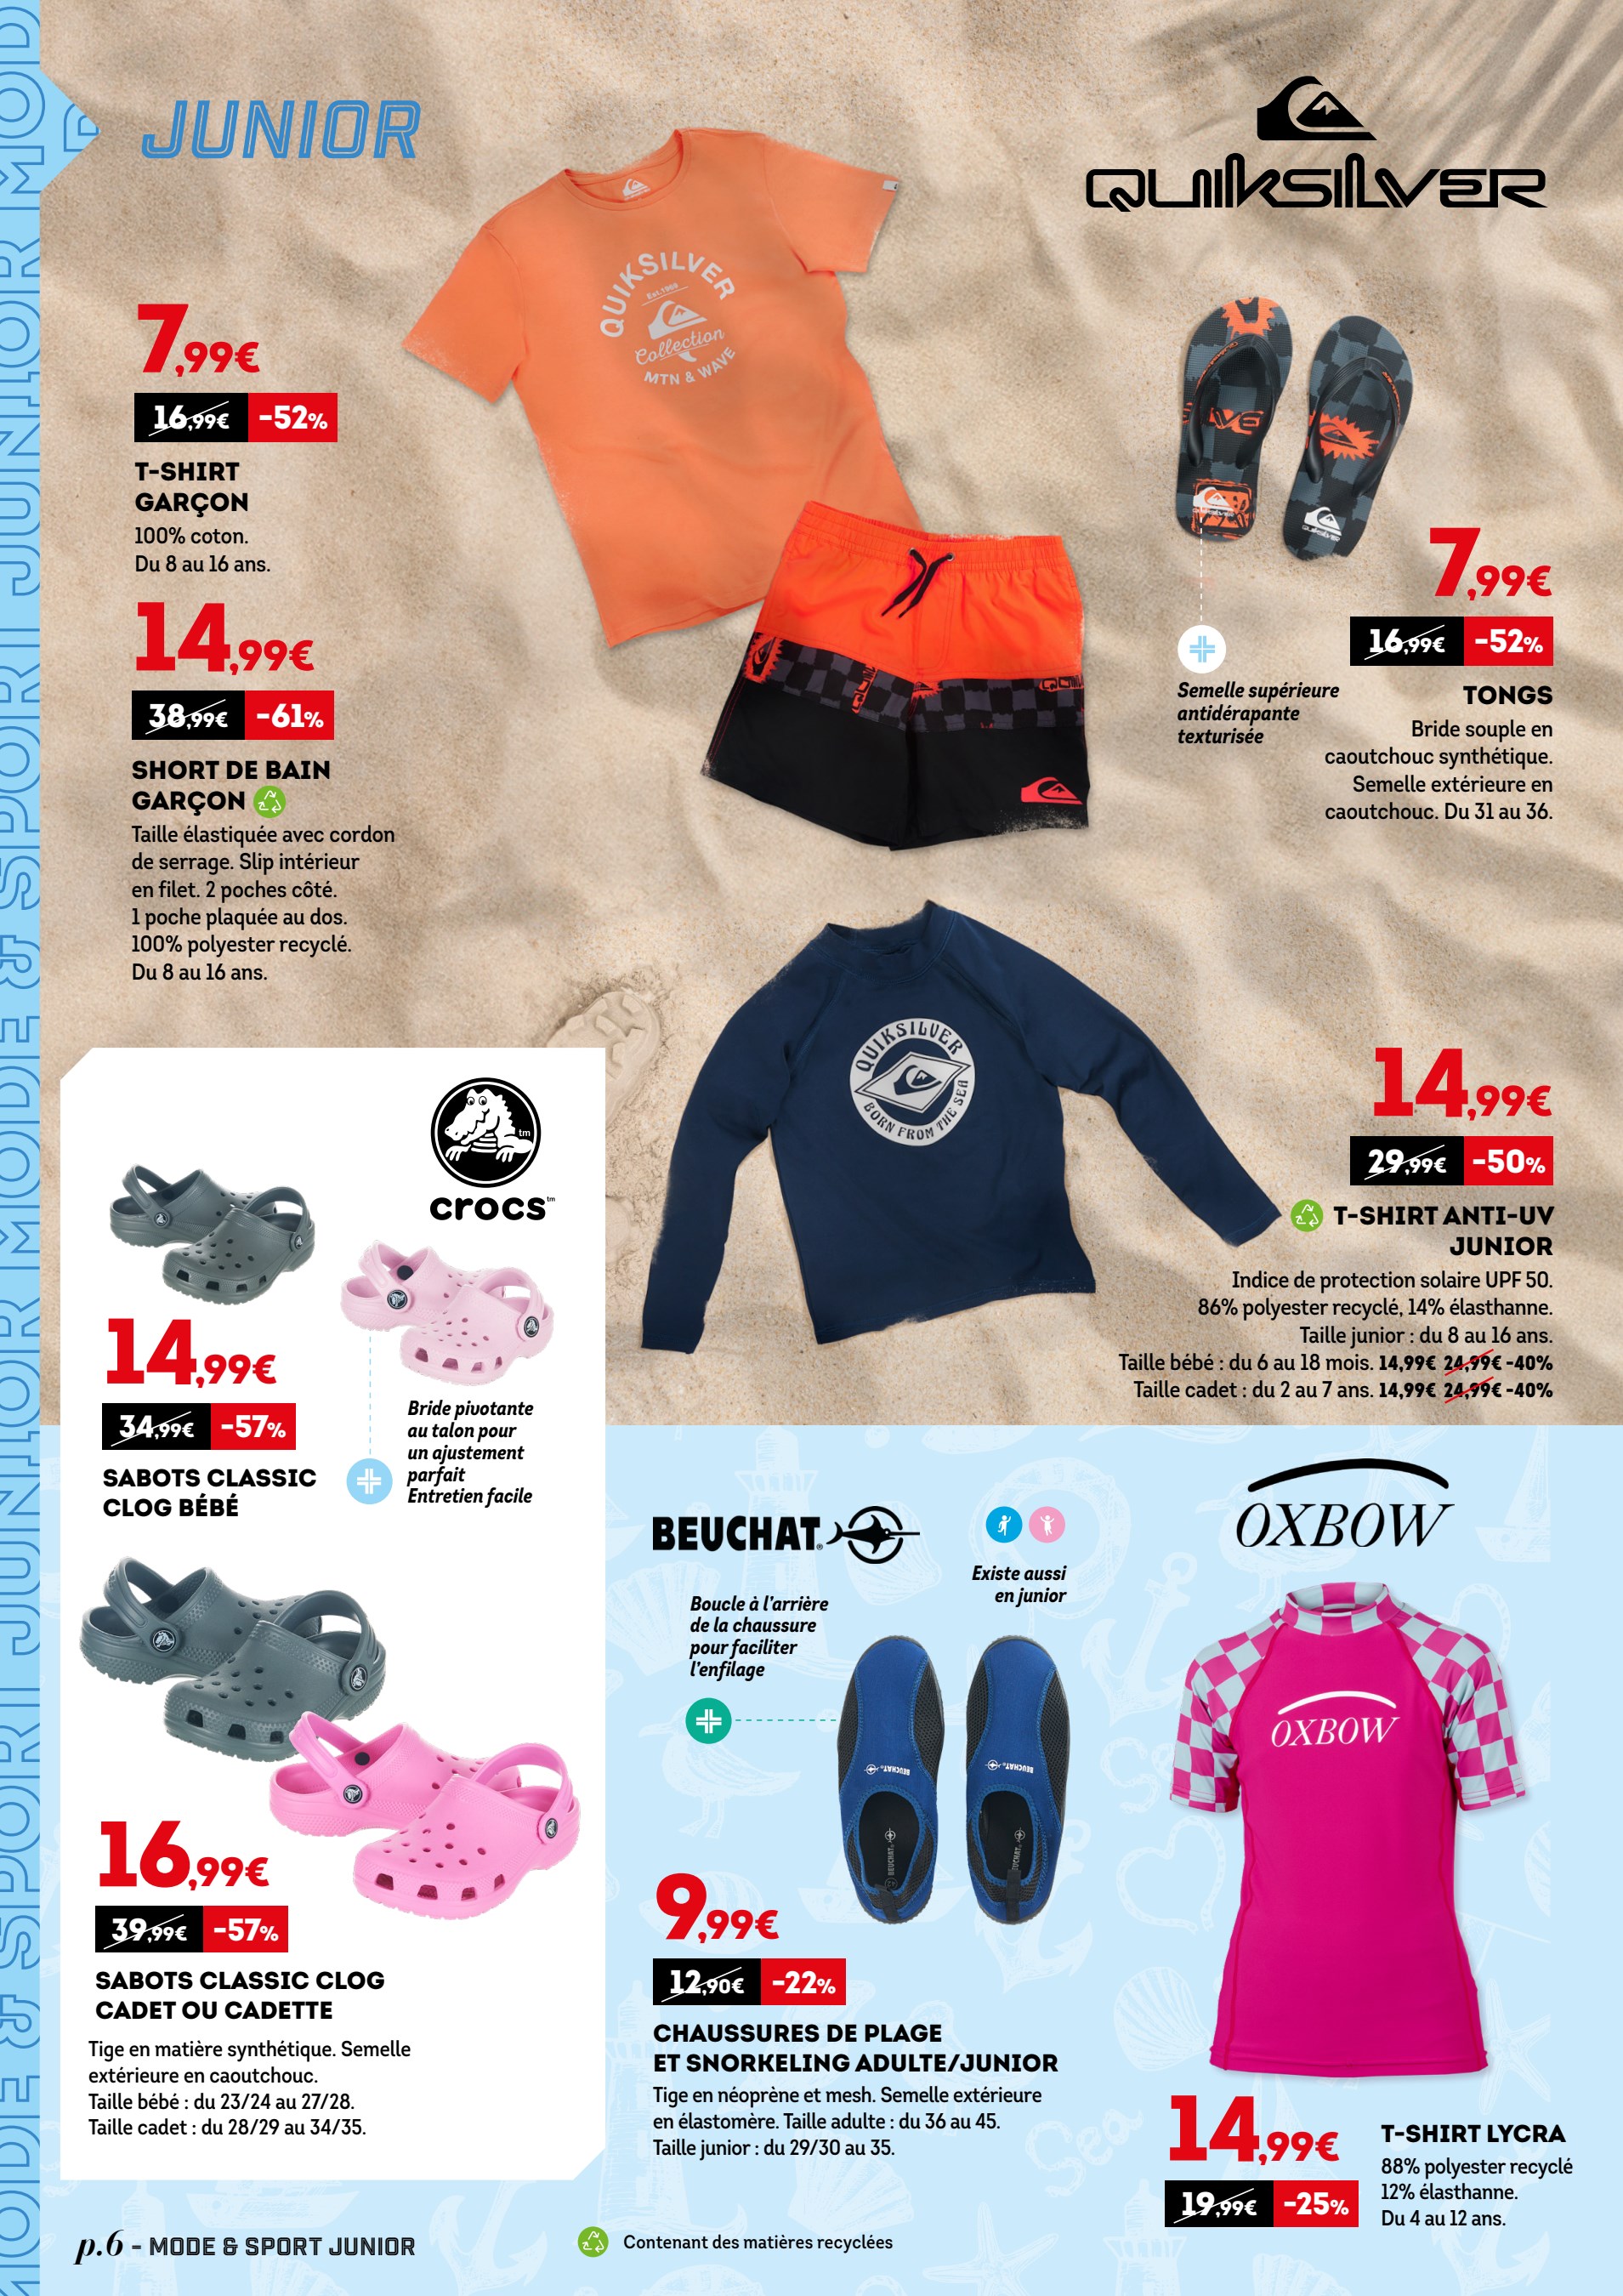 JUNIOR
QUIKSILVER
QUIKSILVER
Est.1969
Collection
MTN & WAVE
7,99€
16,99€ -52%
T-SHIRT
GARÇON
100% coton.
Du 8 au 16 ans.
14,99€
38,99€ -61%
SHORT DE BAIN
GARÇON
Taille élastiquée avec cordon
de serrage. Slip intérieur
en filet. 2 poches côté.
1 poche plaquée au dos.
100% polyester recyclé.
Du 8 au 16 ans.
Semelle supérieure
antidérapante
texturisée
7,99€
16,99€ -52%
TONGS
Bride souple en
caoutchouc synthétique.
Semelle extérieure en
caoutchouc. Du 31 au 36.
QUIKSILVER
BORN FROM THE SEA
14,99€
29,99€ -50%
T-SHIRT ANTI-UV
JUNIOR
Indice de protection solaire UPF 50.
86% polyester recyclé, 14% élasthanne.
Taille junior : du 8 au 16 ans.
Taille bébé : du 6 au 18 mois. 14,99€ 24,99€ -40%
Taille cadet : du 2 au 7 ans. 14,99€ 24,99€ -40%
crocs™
14,99€
34,99€ -57%
SABOTS CLASSIC
CLOG BÉBÉ
Bride pivotante
au talon pour
un ajustement
parfait
Entretien facile
16,99€
39,99€ -57%
SABOTS CLASSIC CLOG
CADET OU CADETTE
Tige en matière synthétique. Semelle
extérieure en caoutchouc.
Taille bébé : du 23/24 au 27/28.
Taille cadet : du 28/29 au 34/35.
BEUCHAT®
Existe aussi
en junior
Boucle à l'arrière
de la chaussure
pour faciliter
l'enfilage
BEUCHAT
BEUCHAT
9,99€
12,90€ -22%
CHAUSSURES DE PLAGE
ET SNORKELING ADULTE/JUNIOR
Tige en néoprène et mesh. Semelle extérieure
en élastomère. Taille adulte : du 36 au 45.
Taille junior : du 29/30 au 35.
OXBOW
OXBOW
14,99€
19,99€ -25%
T-SHIRT LYCRA
88% polyester recyclé
12% élasthanne.
Du 4 au 12 ans.
p.6 - MODE & SPORT JUNIOR
Contenant des matières recyclées
MODE & SPORT JUNIOR MODE & SPORT JUNIOR